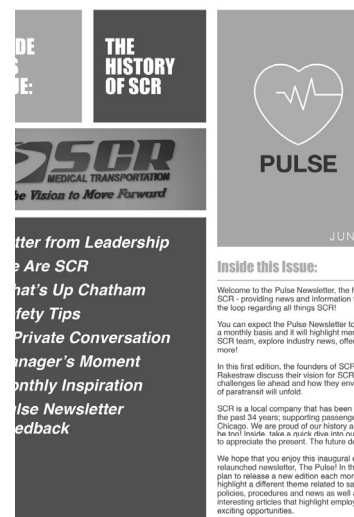 DE
S
UE:
THE
HISTORY
OF SCR
SCR
MEDICAL TRANSPORTATION
he Vision to Move Forward
tter from Leadership
e Are SCR
hat's Up Chatham
fety Tips
Private Conversation
anager's Moment
onthly Inspiration
ulse Newsletter
edback
PULSE
JUN
Inside this Issue:
Welcome to the Pulse Newsletter, the h
SCR - providing news and information
the loop regarding all things SCR!
You can expect the Pulse Newsletter to
a monthly basis and it will highlight mem
SCR team, explore industry news, offer
more!
In this first edition, the founders of SCR
Rakestraw discuss their vision for SCR
challenges lie ahead and how they env
of paratransit will unfold.
SCR is a local company that has been
the past 34 years; supporting passenge
Chicago. We are proud of our history a
be too! Inside, take a quick dive into ou
to appreciate the present. The future de
We hope that you enjoy this inaugural e
relaunched newsletter, The Pulse! In th
plan to release a new edition each mon
highlight a different theme related to sa
policies, procedures and news as well a
interesting articles that highlight employ
exciting opportunities.